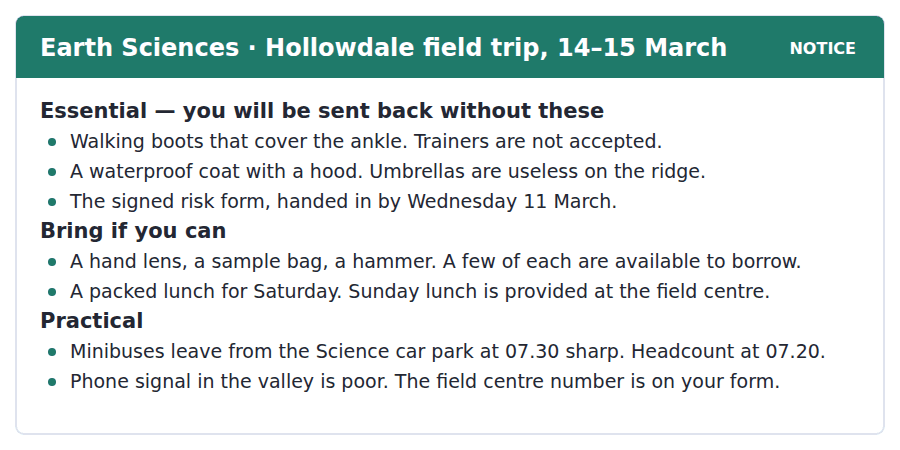 Earth Sciences · Hollowdale field trip, 14–15 March NOTICE
Essential — you will be sent back without these
Walking boots that cover the ankle. Trainers are not accepted.
A waterproof coat with a hood. Umbrellas are useless on the ridge.
The signed risk form, handed in by Wednesday 11 March.
Bring if you can
A hand lens, a sample bag, a hammer. A few of each are available to borrow.
A packed lunch for Saturday. Sunday lunch is provided at the field centre.
Practical
Minibuses leave from the Science car park at 07.30 sharp. Headcount at 07.20.
Phone signal in the valley is poor. The field centre number is on your form.